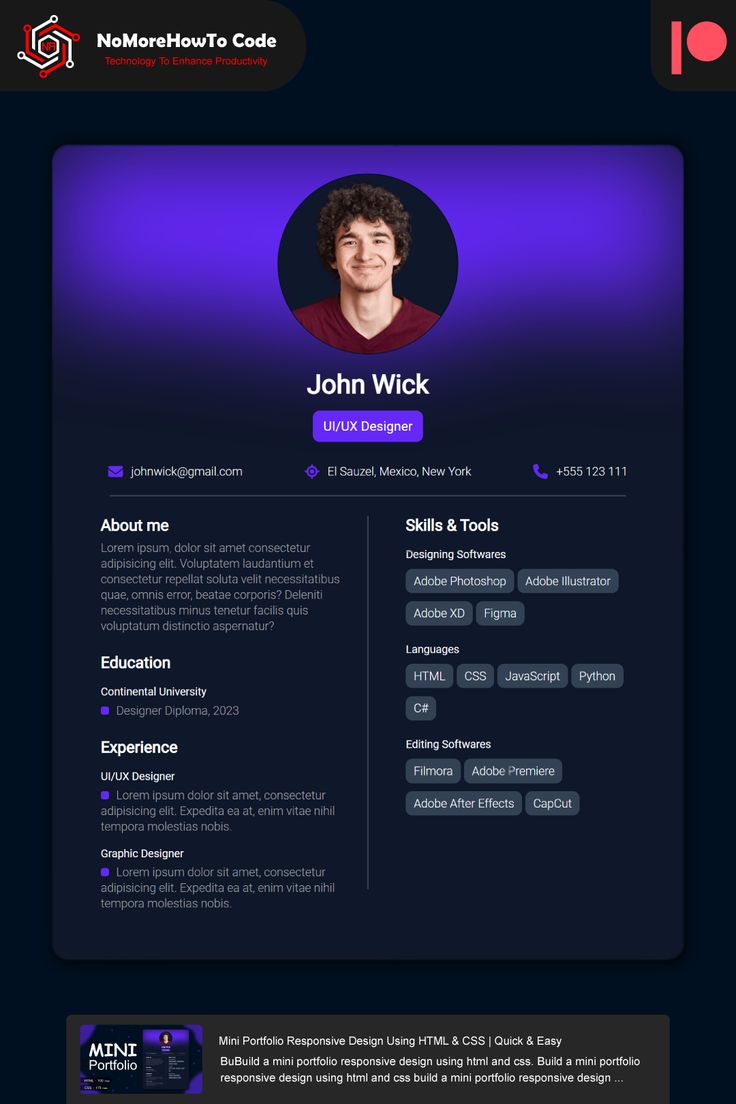 NoMoreHowTo Code
Technology To Enhance Productivity
John Wick
UI/UX Designer
johnwick@gmail.com
El Sauzel, Mexico, New York
+555 123 111
About me
Lorem ipsum, dolor sit amet consectetur
adipisicing elit. Voluptatem laudantium et
consectetur repellat soluta velit necessitatibus
quae, omnis error, beatae corporis? Deleniti
necessitatibus minus tenetur facilis quis
voluptatum distinctio aspernatur?
Education
Continental University
Designer Diploma, 2023
Experience
UI/UX Designer
Lorem ipsum dolor sit amet, consectetur
adipisicing elit. Expedita ea at, enim vitae nihil
tempora molestias nobis.
Graphic Designer
Lorem ipsum dolor sit amet, consectetur
adipisicing elit. Expedita ea at, enim vitae nihil
tempora molestias nobis.
Skills & Tools
Designing Softwares
Adobe Photoshop Adobe Illustrator
Adobe XD Figma
Languages
HTML CSS JavaScript Python
C#
Editing Softwares
Filmora Adobe Premiere
Adobe After Effects CapCut
MINI
Portfolio
Mini Portfolio Responsive Design Using HTML & CSS | Quick & Easy
BuBuild a mini portfolio responsive design using html and css. Build a mini portfolio
responsive design using html and css build a mini portfolio responsive design ...